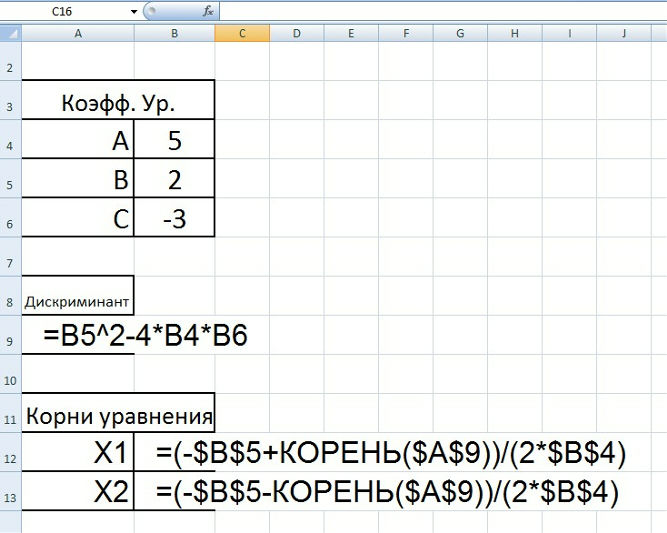 C16 fx
A B C D E F G H I J
2
3 Коэфф. Ур.
4 A 5
5 B 2
6 C -3
7
8 Дискриминант
9 =B5^2-4*B4*B6
10
11 Корни уравнения
12 X1 =(-$B$5+КОРЕНЬ($A$9))/(2*$B$4)
13 X2 =(-$B$5-КОРЕНЬ($A$9))/(2*$B$4)